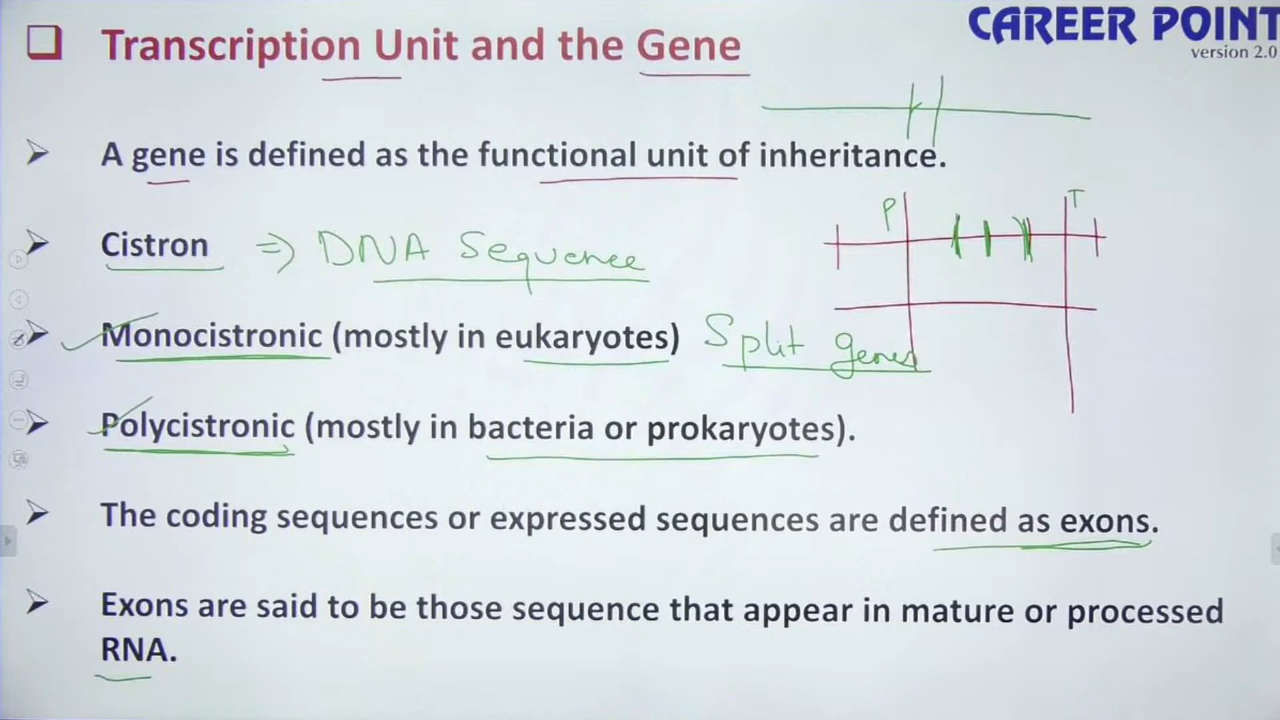 CAREER POINT
version 2.0
Transcription Unit and the Gene
A gene is defined as the functional unit of inheritance.
P
T
Cistron ⇒ DNA Sequence
Monocistronic (mostly in eukaryotes) Split genes
Polycistronic (mostly in bacteria or prokaryotes).
The coding sequences or expressed sequences are defined as exons.
Exons are said to be those sequence that appear in mature or processed
RNA.